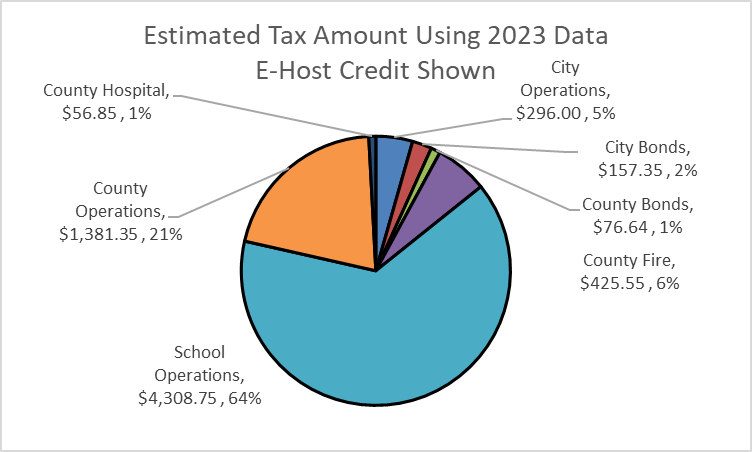 Estimated Tax Amount Using 2023 Data
E-Host Credit Shown
County Hospital,
$56.85 , 1%
City
Operations,
$296.00 , 5%
City Bonds,
$157.35 , 2%
County
Operations,
$1,381.35 , 21%
County Bonds,
$76.64 , 1%
County Fire,
$425.55 , 6%
School
Operations,
$4,308.75 , 64%